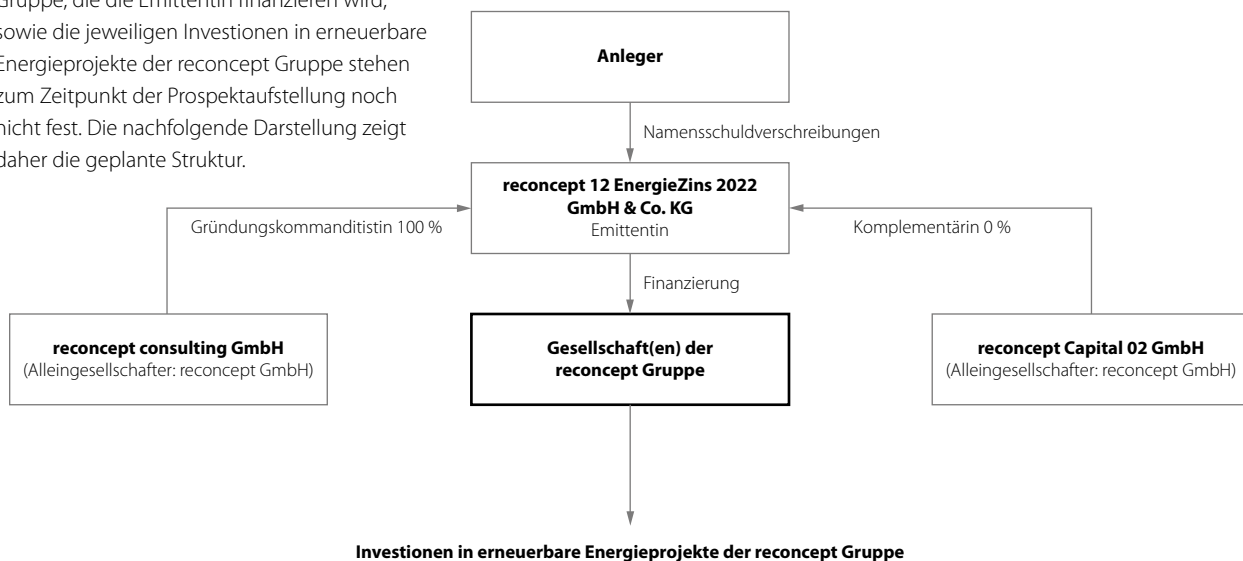 Gruppe, die die Emittentin finanzieren wird,
sowie die jeweiligen Investionen in erneuerbare
Energieprojekte der reconcept Gruppe stehen
zum Zeitpunkt der Prospektaufstellung noch
nicht fest. Die nachfolgende Darstellung zeigt
daher die geplante Struktur.
Anleger
Namensschuldverschreibungen
reconcept 12 EnergieZins 2022
GmbH & Co. KG
Emittentin
Gründungskommanditistin 100 %
Komplementärin 0 %
Finanzierung
reconcept consulting GmbH
(Alleingesellschafter: reconcept GmbH)
Gesellschaft(en) der
reconcept Gruppe
reconcept Capital 02 GmbH
(Alleingesellschafter: reconcept GmbH)
Investionen in erneuerbare Energieprojekte der reconcept Gruppe